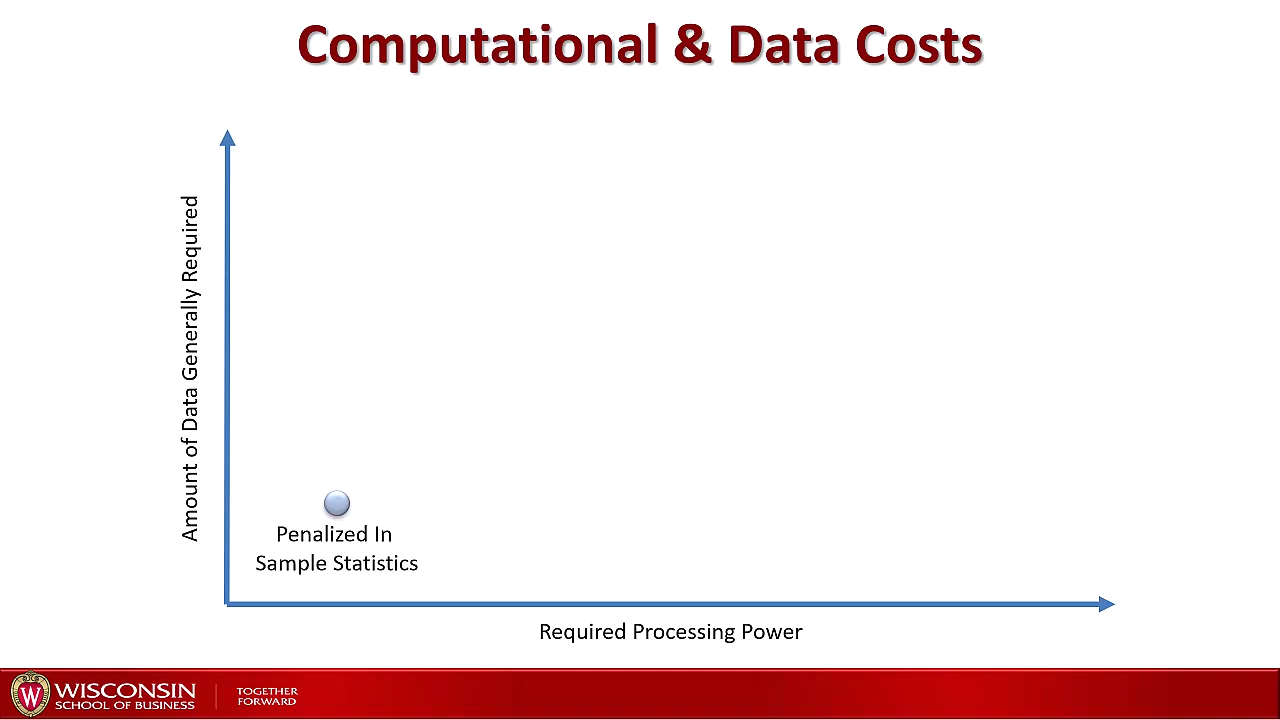 Computational & Data Costs
Amount of Data Generally Required
Penalized In
Sample Statistics
Required Processing Power
W
WISCONSIN
SCHOOL OF BUSINESS
TOGETHER
FORWARD